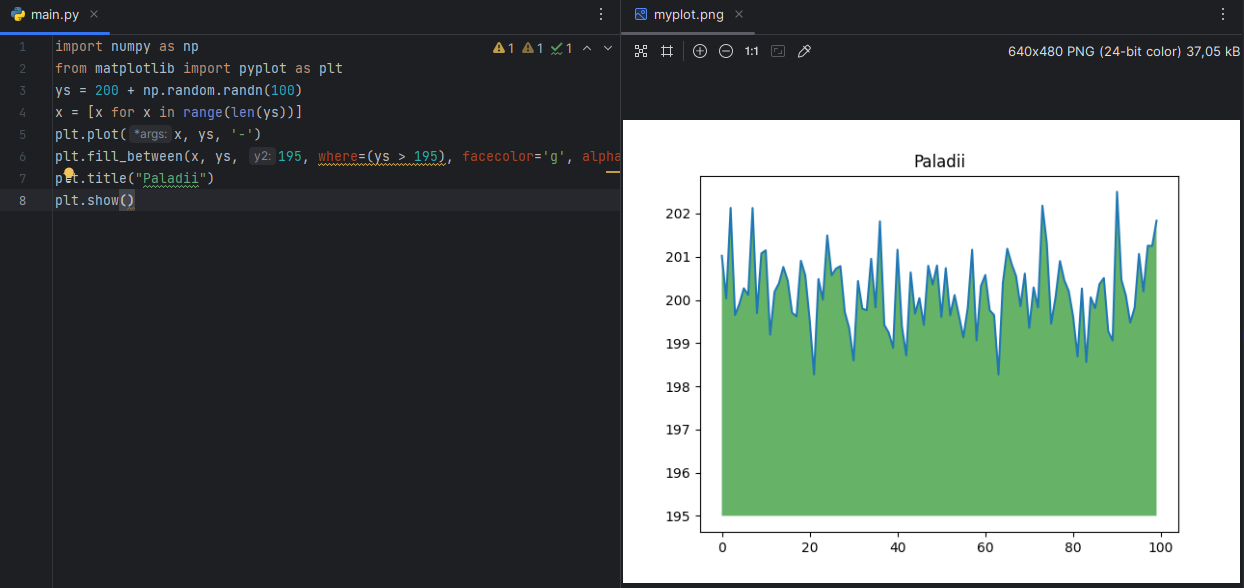 main.py
myplot.png
1 1 1
1:1
640x480 PNG (24-bit color) 37,05 kB
1 import numpy as np
2 from matplotlib import pyplot as plt
3 ys = 200 + np.random.randn(100)
4 x = [x for x in range(len(ys))]
5 plt.plot( *args: x, ys, '-')
6 plt.fill_between(x, ys, y2: 195, where=(ys > 195), facecolor='g', alpha
7 plt.title("Paladii")
8 plt.show()
Paladii
202
201
200
199
198
197
196
195
0 20 40 60 80 100